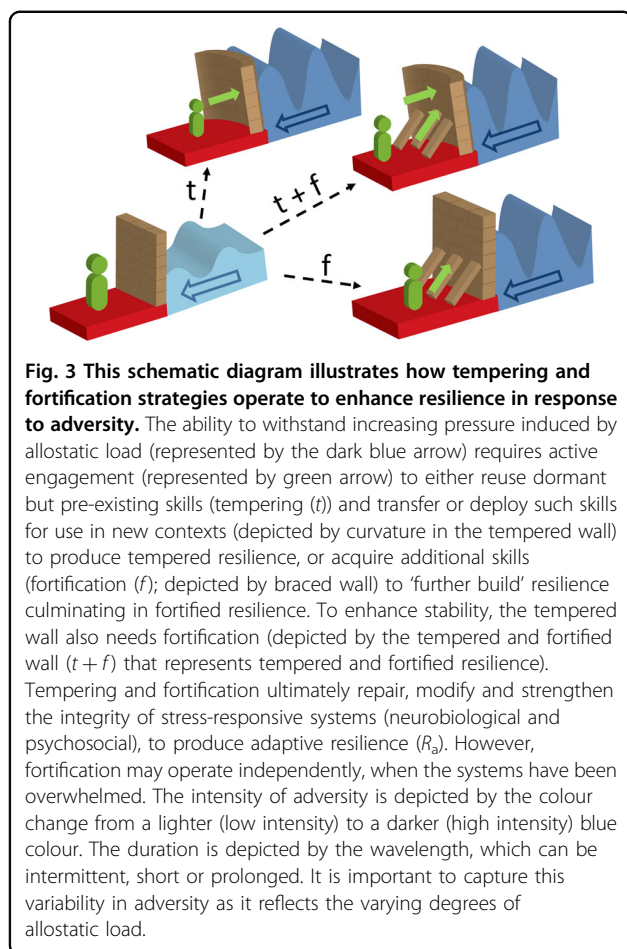 t
t + f
f
Fig. 3 This schematic diagram illustrates how tempering and
fortification strategies operate to enhance resilience in response
to adversity. The ability to withstand increasing pressure induced by
allostatic load (represented by the dark blue arrow) requires active
engagement (represented by green arrow) to either reuse dormant
but pre-existing skills (tempering (t)) and transfer or deploy such skills
for use in new contexts (depicted by curvature in the tempered wall)
to produce tempered resilience, or acquire additional skills
(fortification (f); depicted by braced wall) to ‘further build’ resilience
culminating in fortified resilience. To enhance stability, the tempered
wall also needs fortification (depicted by the tempered and fortified
wall (t + f) that represents tempered and fortified resilience).
Tempering and fortification ultimately repair, modify and strengthen
the integrity of stress-responsive systems (neurobiological and
psychosocial), to produce adaptive resilience (Ra). However,
fortification may operate independently, when the systems have been
overwhelmed. The intensity of adversity is depicted by the colour
change from a lighter (low intensity) to a darker (high intensity) blue
colour. The duration is depicted by the wavelength, which can be
intermittent, short or prolonged. It is important to capture this
variability in adversity as it reflects the varying degrees of
allostatic load.